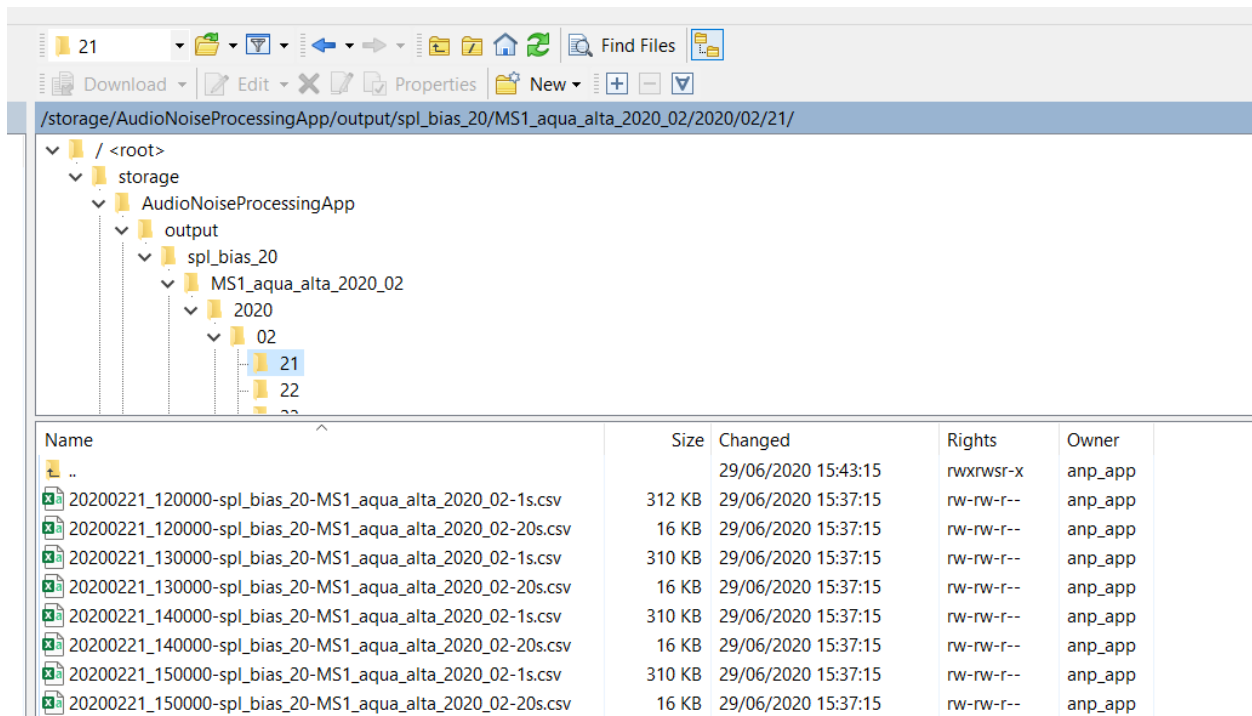 21 Find Files
Download Edit Properties New
/storage/AudioNoiseProcessingApp/output/spl_bias_20/MS1_aqua_alta_2020_02/2020/02/21/
/ <root>
storage
AudioNoiseProcessingApp
output
spl_bias_20
MS1_aqua_alta_2020_02
2020
02
21
22
Name Size Changed Rights Owner
.. 29/06/2020 15:43:15 rwxrwsr-x anp_app
20200221_120000-spl_bias_20-MS1_aqua_alta_2020_02-1s.csv 312 KB 29/06/2020 15:37:15 rw-rw-r-- anp_app
20200221_120000-spl_bias_20-MS1_aqua_alta_2020_02-20s.csv 16 KB 29/06/2020 15:37:15 rw-rw-r-- anp_app
20200221_130000-spl_bias_20-MS1_aqua_alta_2020_02-1s.csv 310 KB 29/06/2020 15:37:15 rw-rw-r-- anp_app
20200221_130000-spl_bias_20-MS1_aqua_alta_2020_02-20s.csv 16 KB 29/06/2020 15:37:15 rw-rw-r-- anp_app
20200221_140000-spl_bias_20-MS1_aqua_alta_2020_02-1s.csv 310 KB 29/06/2020 15:37:15 rw-rw-r-- anp_app
20200221_140000-spl_bias_20-MS1_aqua_alta_2020_02-20s.csv 16 KB 29/06/2020 15:37:15 rw-rw-r-- anp_app
20200221_150000-spl_bias_20-MS1_aqua_alta_2020_02-1s.csv 310 KB 29/06/2020 15:37:15 rw-rw-r-- anp_app
20200221_150000-spl_bias_20-MS1_aqua_alta_2020_02-20s.csv 16 KB 29/06/2020 15:37:15 rw-rw-r-- anp_app